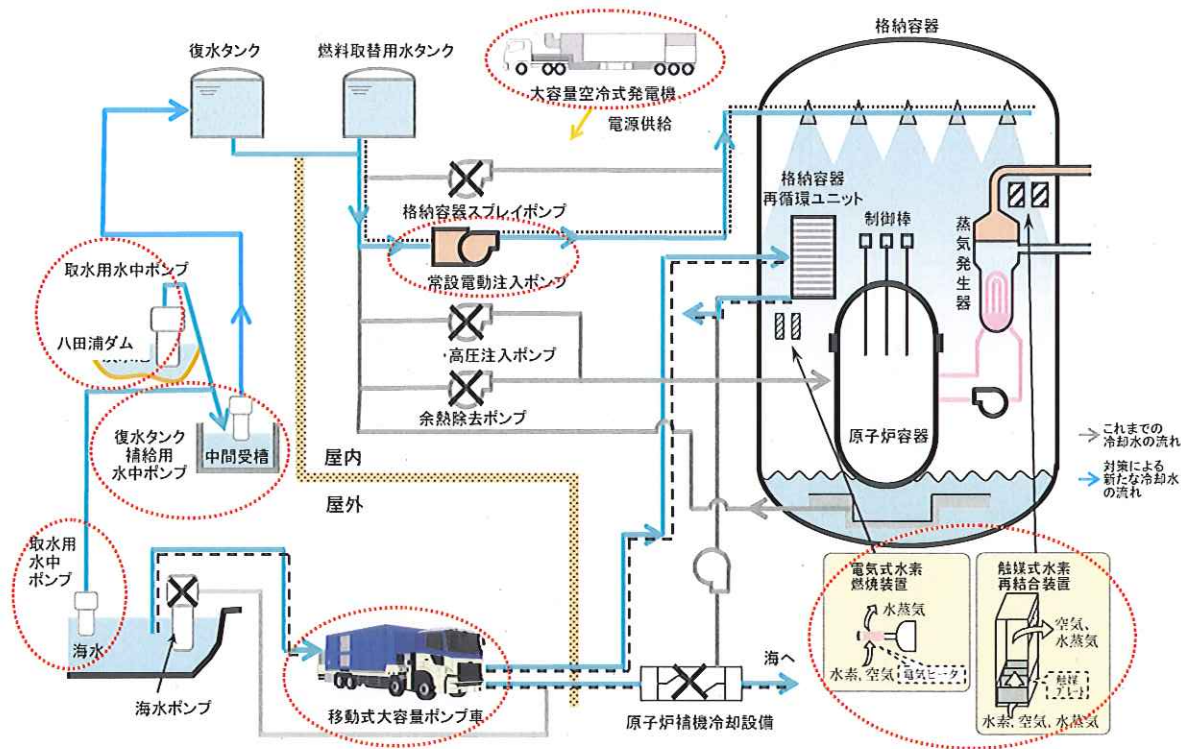 格納容器
復水タンク
燃料取替用水タンク
大容量空冷式発電機
電源供給
格納容器スプレイポンプ
格納容器
再循環ユニット
制御棒
蒸気発生器
取水用水中ポンプ
常設電動注入ポンプ
八田浦ダム
・高圧注入ポンプ
余熱除去ポンプ
原子炉容器
これまでの
冷却水の流れ
対策による
新たな冷却水
の流れ
復水タンク
補給用
水中ポンプ
中間受槽
屋内
屋外
取水用
水中
ポンプ
海水
海水ポンプ
移動式大容量ポンプ車
原子炉補機冷却設備
海へ
電気式水素
燃焼装置
水蒸気
水素、空気
電気ヒータ
触媒式水素
再結合装置
空気、
水蒸気
触媒
プレート
水素、空気、水蒸気